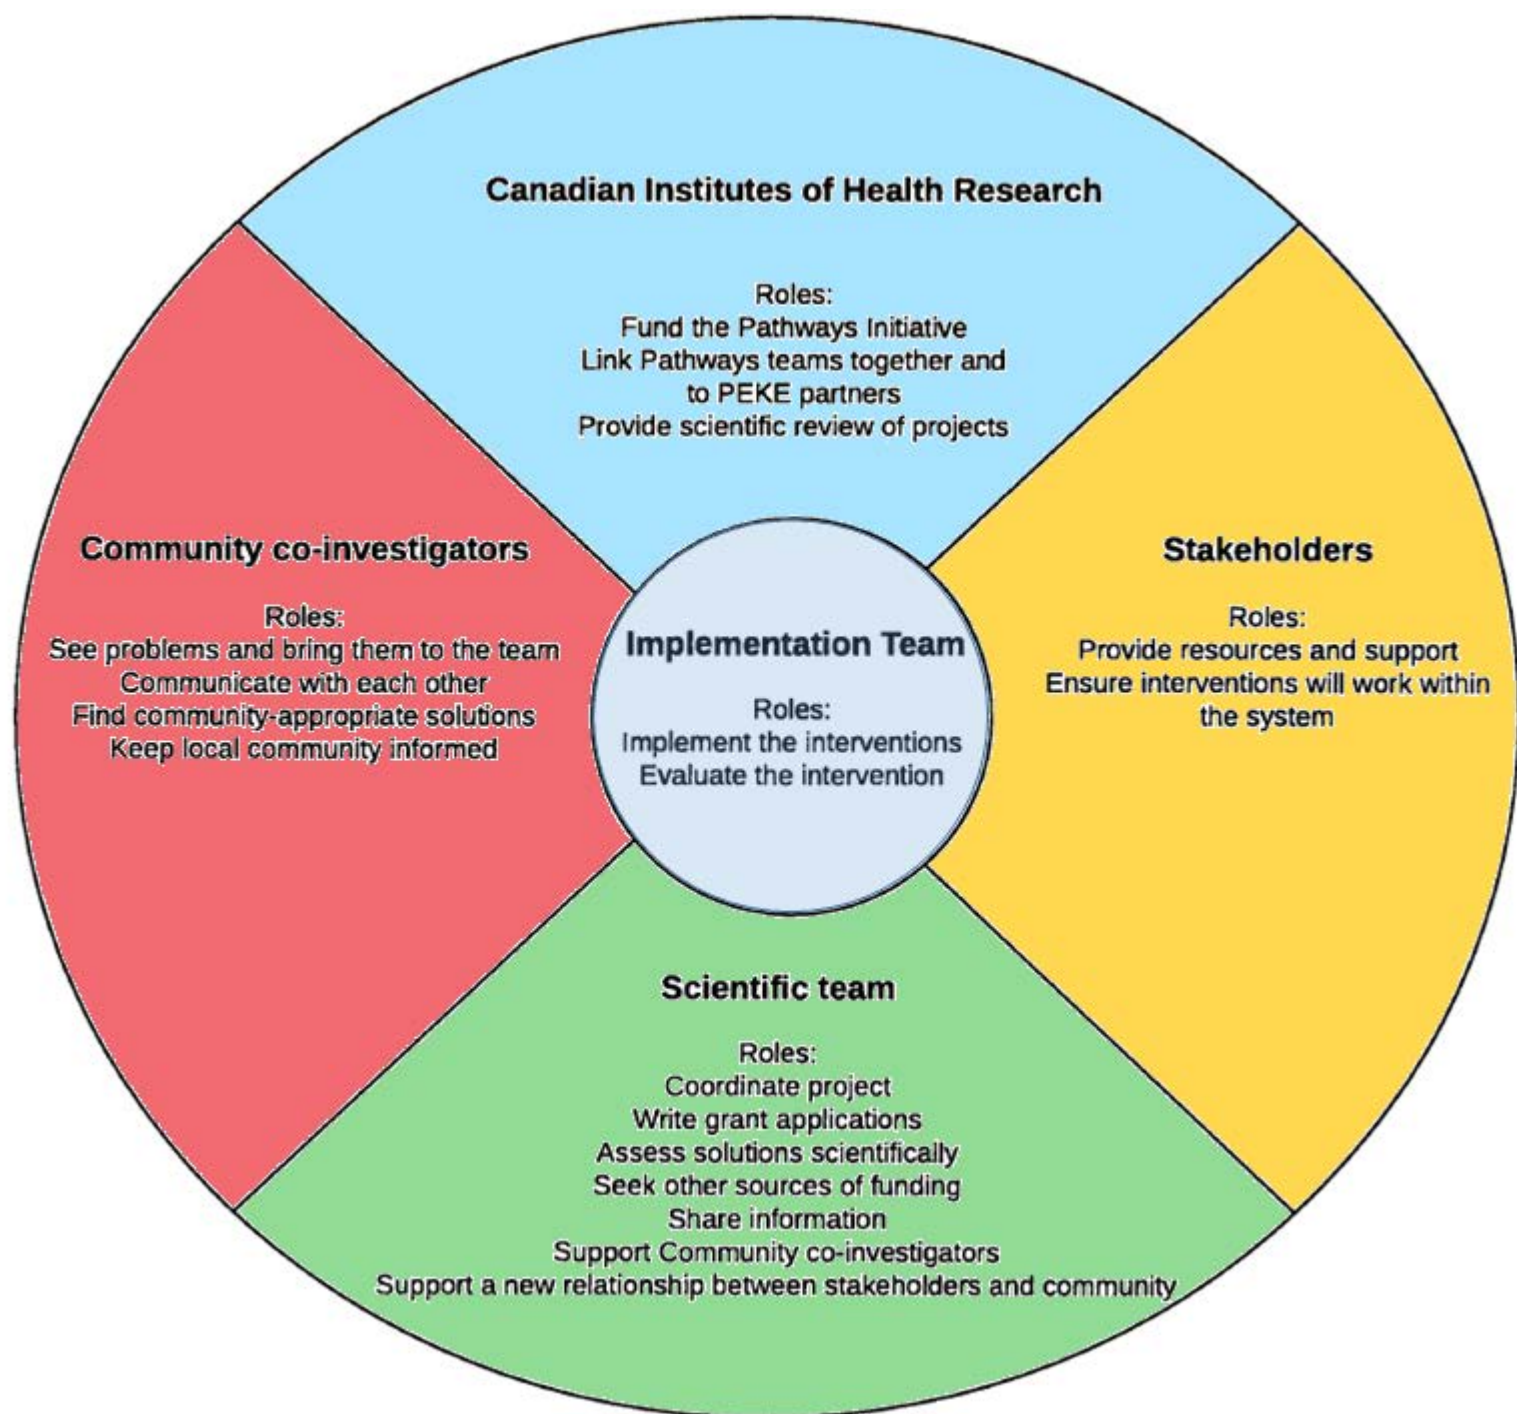 Canadian Institutes of Health Research
Roles:
Fund the Pathways Initiative
Link Pathways teams together and
to PEKE partners
Provide scientific review of projects
Community co-investigators
Roles:
See problems and bring them to the team
Communicate with each other
Find community-appropriate solutions
Keep local community informed
Implementation Team
Roles:
Implement the interventions
Evaluate the intervention
Stakeholders
Roles:
Provide resources and support
Ensure interventions will work within
the system
Scientific team
Roles:
Coordinate project
Write grant applications
Assess solutions scientifically
Seek other sources of funding
Share information
Support Community co-investigators
Support a new relationship between stakeholders and community